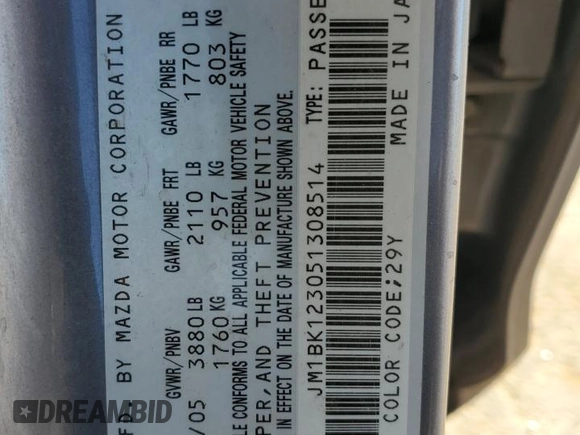 FD. BY MAZDA MOTOR CORPORATION
GVWR/PNBV GAWR/PNBE FRT GAWR/PNBE RR
/05 3880 LB 2110 LB 1770 LB
1760 KG 957 KG 803 KG
LE CONFORMS TO ALL APPLICABLE FEDERAL MOTOR VEHICLE SAFETY
PER, AND THEFT PREVENTION
IN EFFECT ON THE DATE OF MANUFACTURE SHOWN ABOVE.
JM1BK123051308514 TYPE: PASSE
COLOR CODE;29Y MADE IN JA
DREAMBID